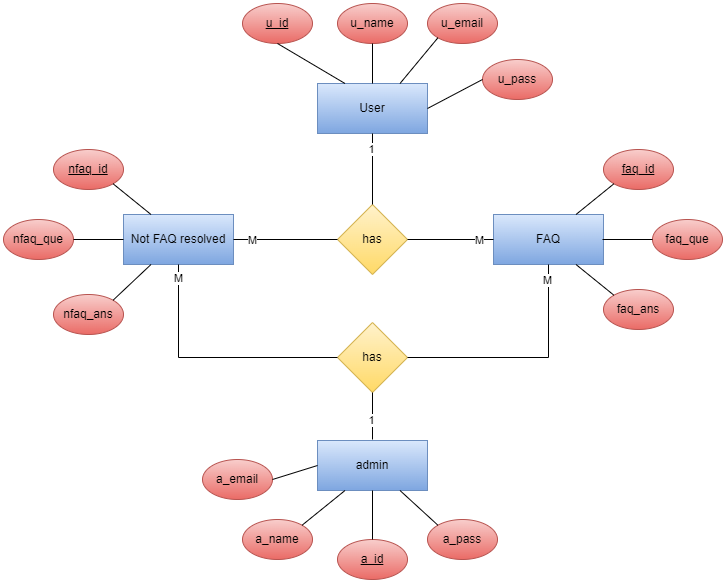 u_id
u_name
u_email
u_pass
User
1
nfaq_id
faq_id
nfaq_que
Not FAQ resolved
M
has
M
FAQ
faq_que
M
M
nfaq_ans
faq_ans
has
1
admin
a_email
a_name
a_id
a_pass